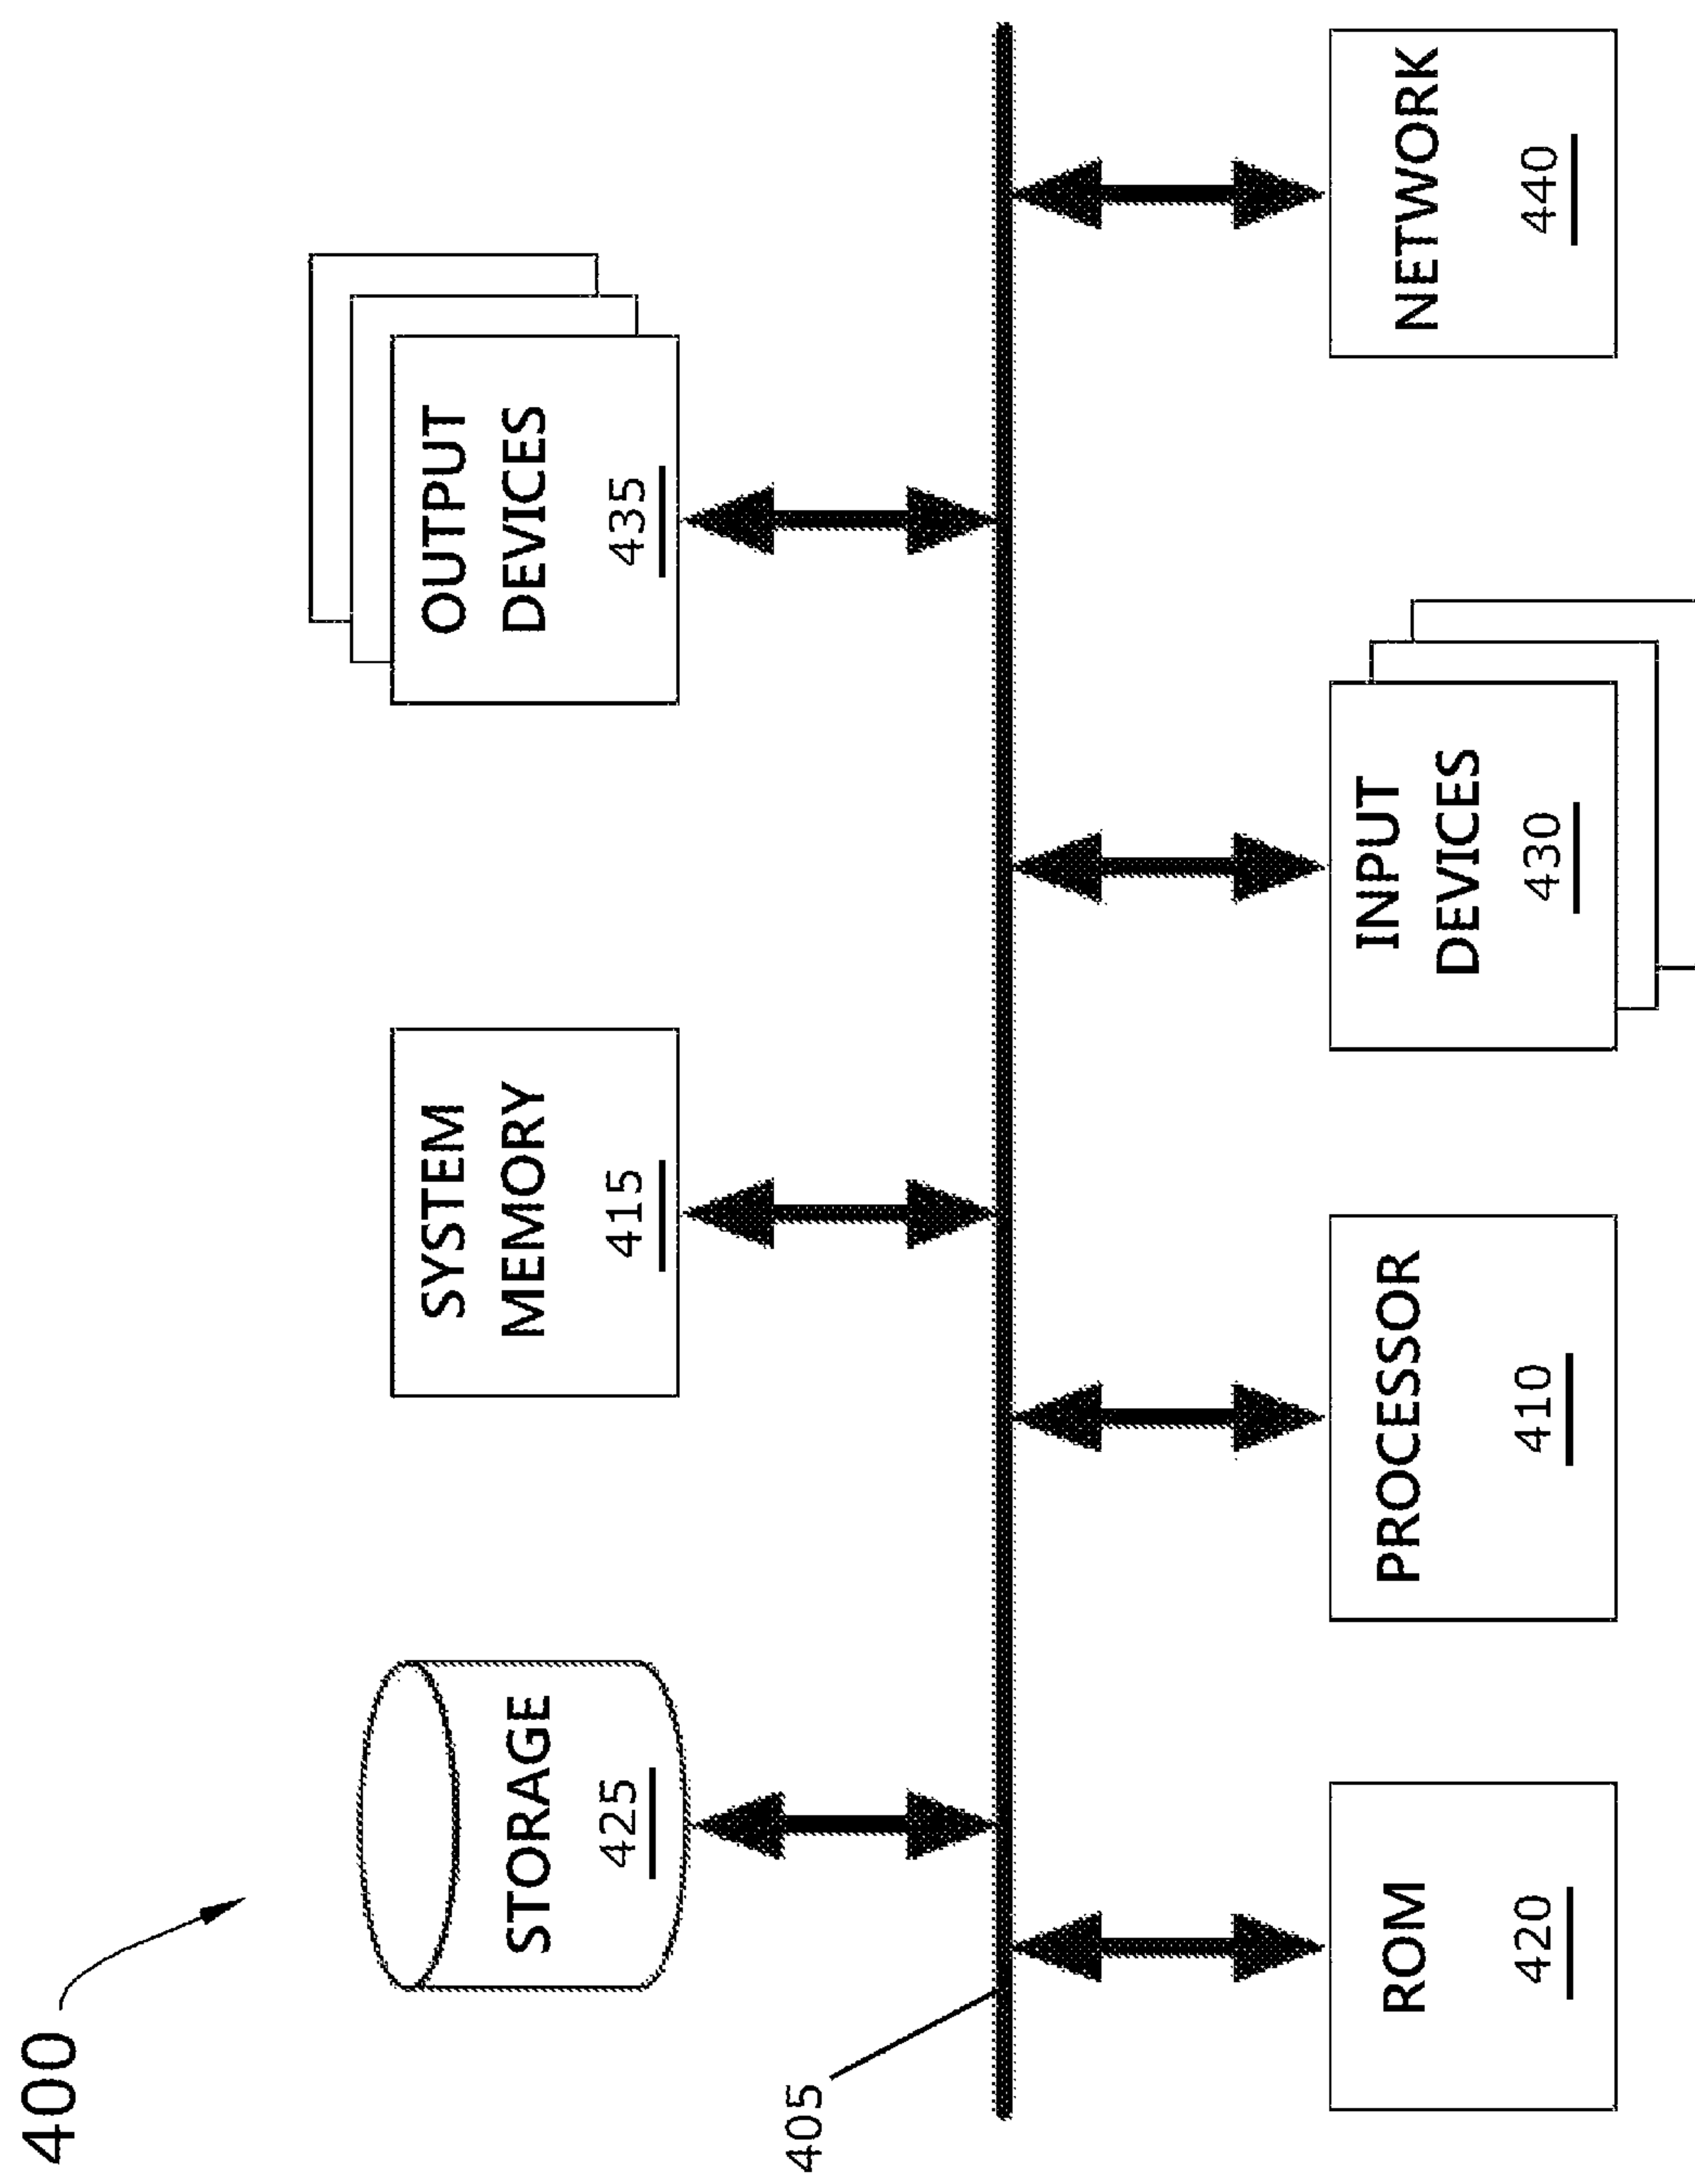 400
STORAGE
425
SYSTEM
MEMORY
415
OUTPUT
DEVICES
435
405
ROM
420
PROCESSOR
410
INPUT
DEVICES
430
NETWORK
440